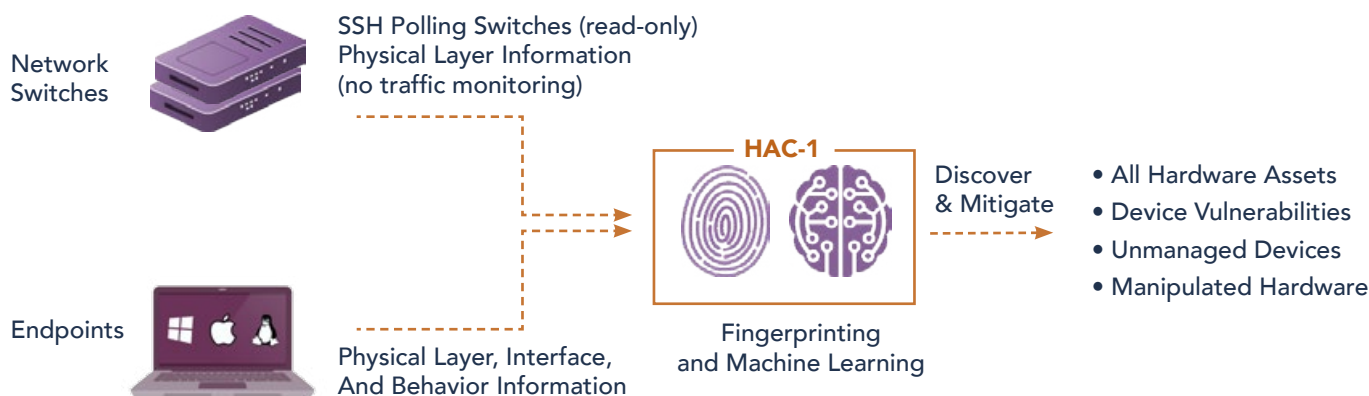 Network
Switches
SSH Polling Switches (read-only)
Physical Layer Information
(no traffic monitoring)
HAC-1
Discover
& Mitigate
• All Hardware Assets
• Device Vulnerabilities
• Unmanaged Devices
• Manipulated Hardware
Endpoints
Physical Layer, Interface,
And Behavior Information
Fingerprinting
and Machine Learning